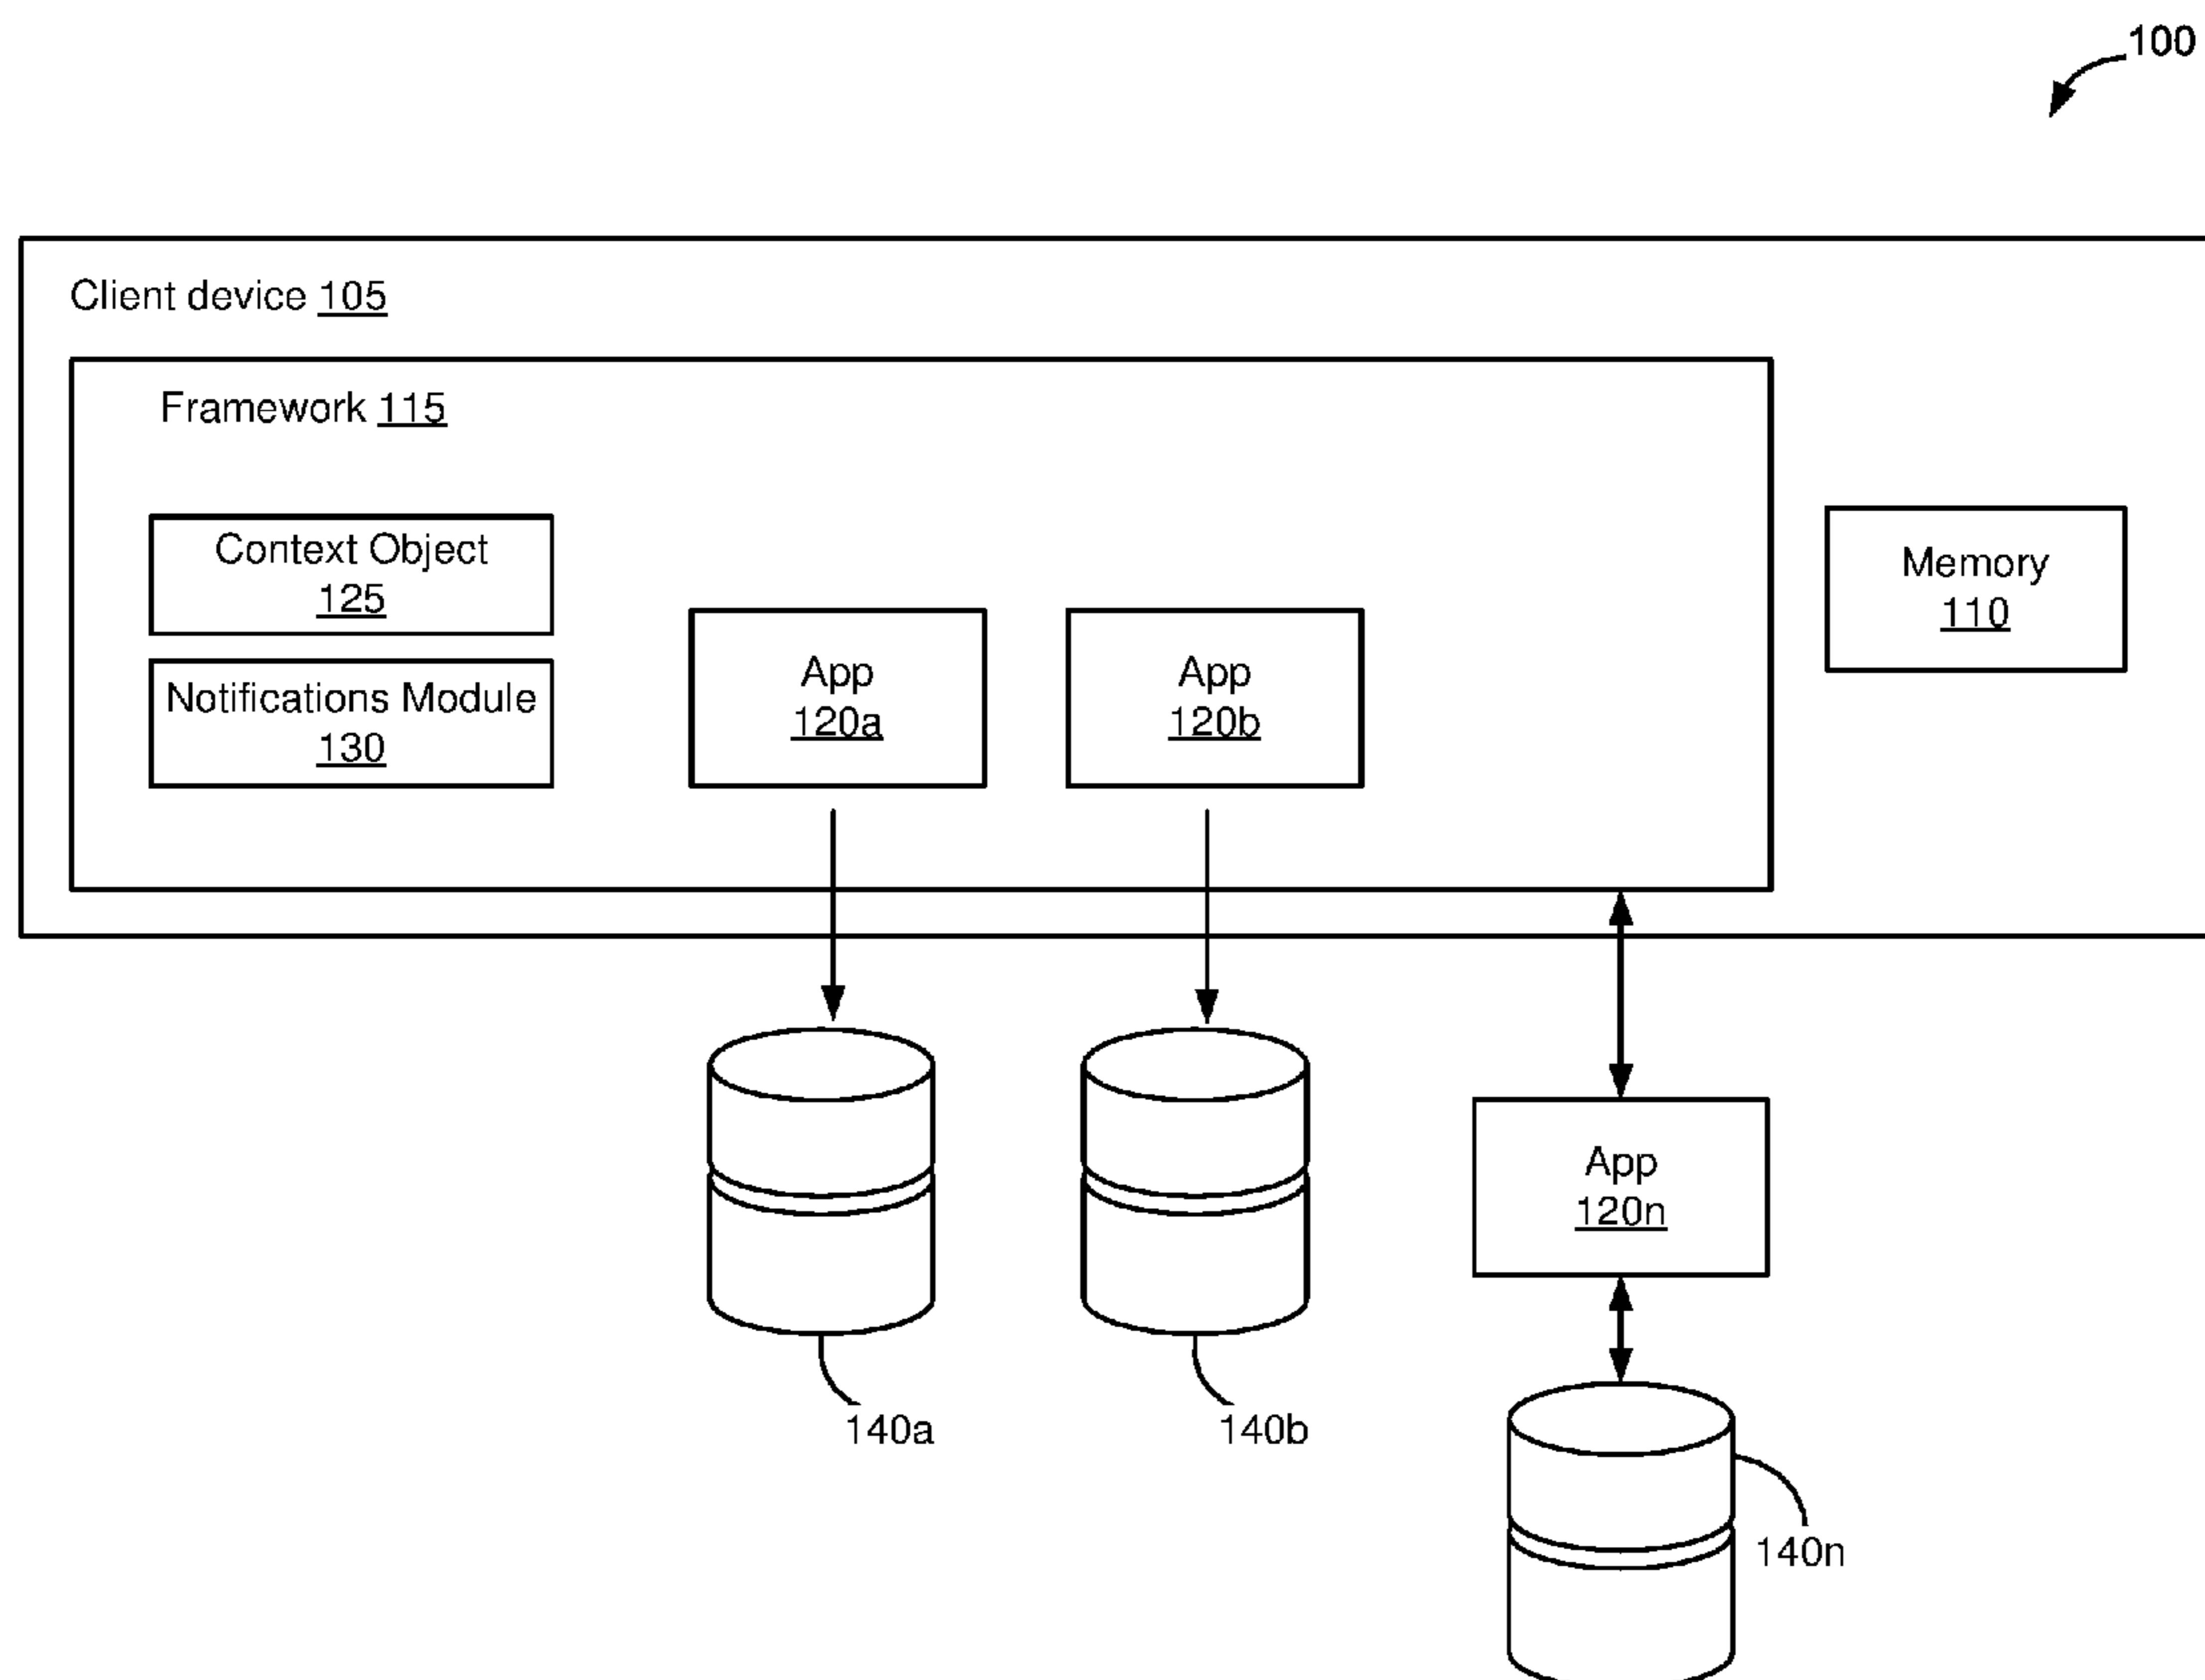 100
Client device 105
Framework 115
Context Object
125
Memory
110
Notifications Module
130
App
120a
App
120b
App
120n
140a
140b
140n